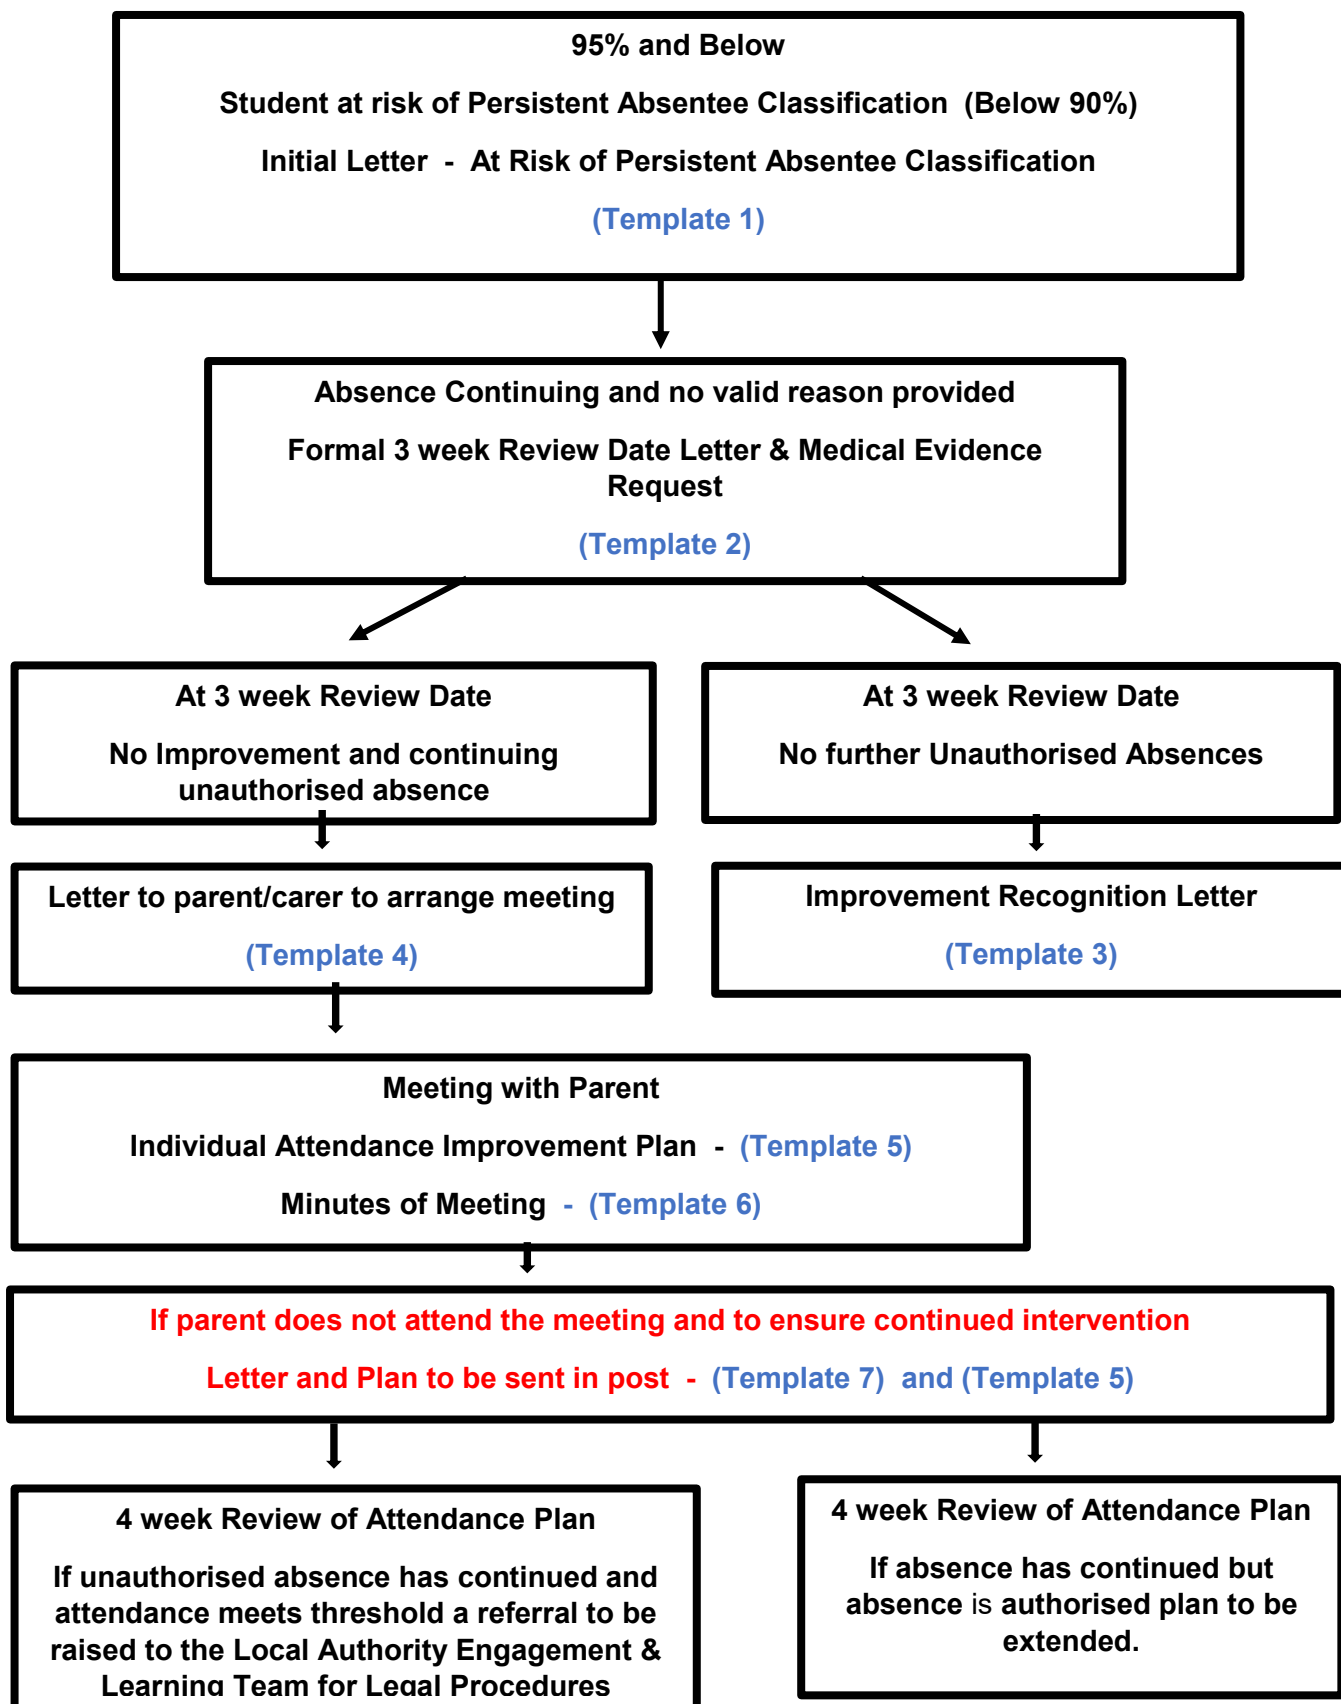 95% and Below
Student at risk of Persistent Absentee Classification (Below 90%)
Initial Letter - At Risk of Persistent Absentee Classification
(Template 1)
Absence Continuing and no valid reason provided
Formal 3 week Review Date Letter & Medical Evidence
Request
(Template 2)
At 3 week Review Date
No Improvement and continuing
unauthorised absence
At 3 week Review Date
No further Unauthorised Absences
Letter to parent/carer to arrange meeting
(Template 4)
Improvement Recognition Letter
(Template 3)
Meeting with Parent
Individual Attendance Improvement Plan - (Template 5)
Minutes of Meeting - (Template 6)
If parent does not attend the meeting and to ensure continued intervention
Letter and Plan to be sent in post - (Template 7) and (Template 5)
4 week Review of Attendance Plan
If unauthorised absence has continued and
attendance meets threshold a referral to be
raised to the Local Authority Engagement &
Learning Team for Legal Procedures
4 week Review of Attendance Plan
If absence has continued but
absence is authorised plan to be
extended.